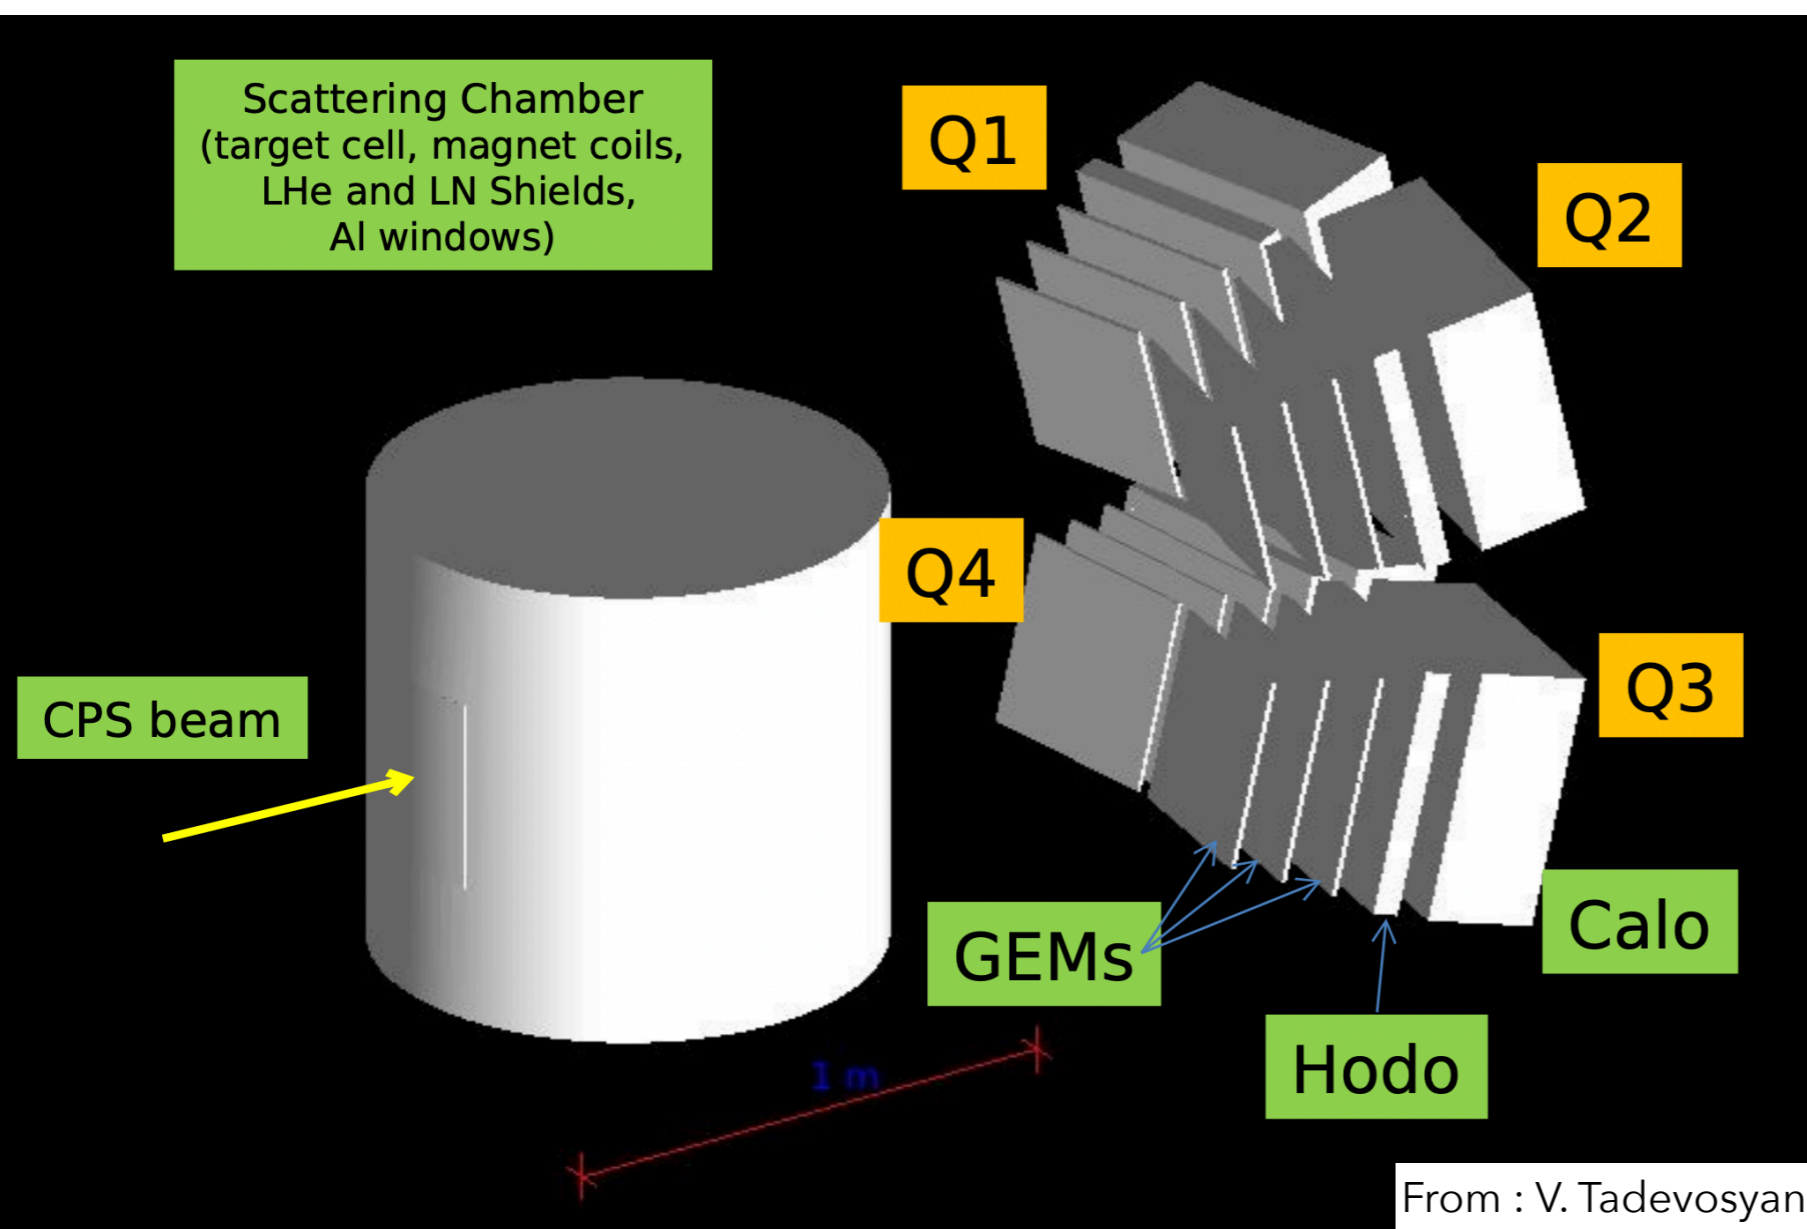 Scattering Chamber
(target cell, magnet coils,
LHe and LN Shields,
Al windows)
Q1
Q2
Q4
Q3
CPS beam
GEMs
Calo
Hodo
1 m
From : V. Tadevosyan